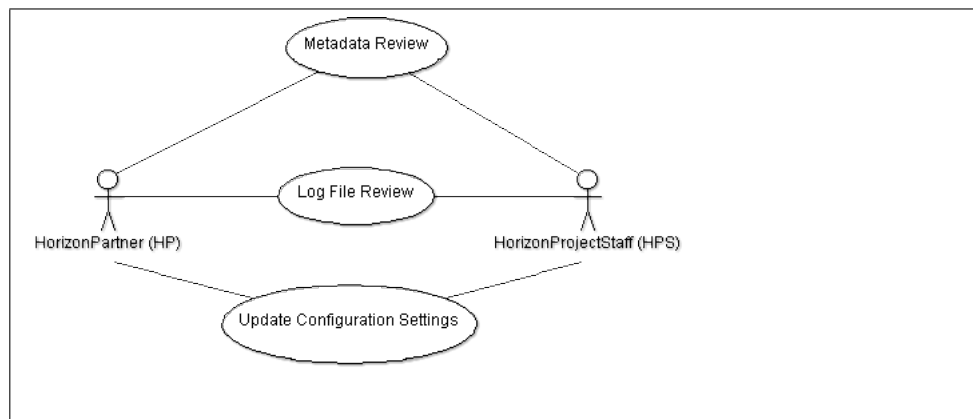 Metadata Review
Log File Review
HorizonPartner (HP)
HorizonProjectStaff (HPS)
Update Configuration Settings